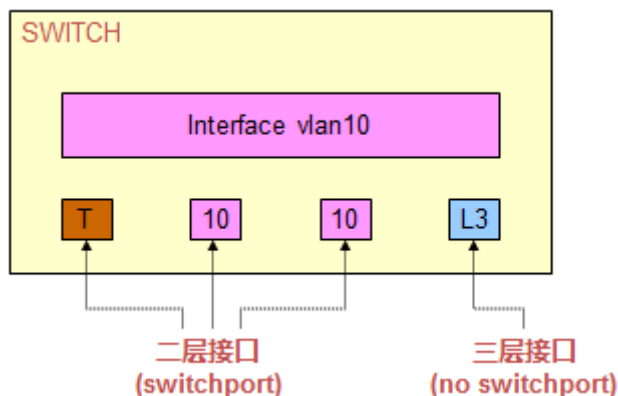 SWITCH
Interface vlan10
T
10
10
L3
二层接口
(switchport)
三层接口
(no switchport)